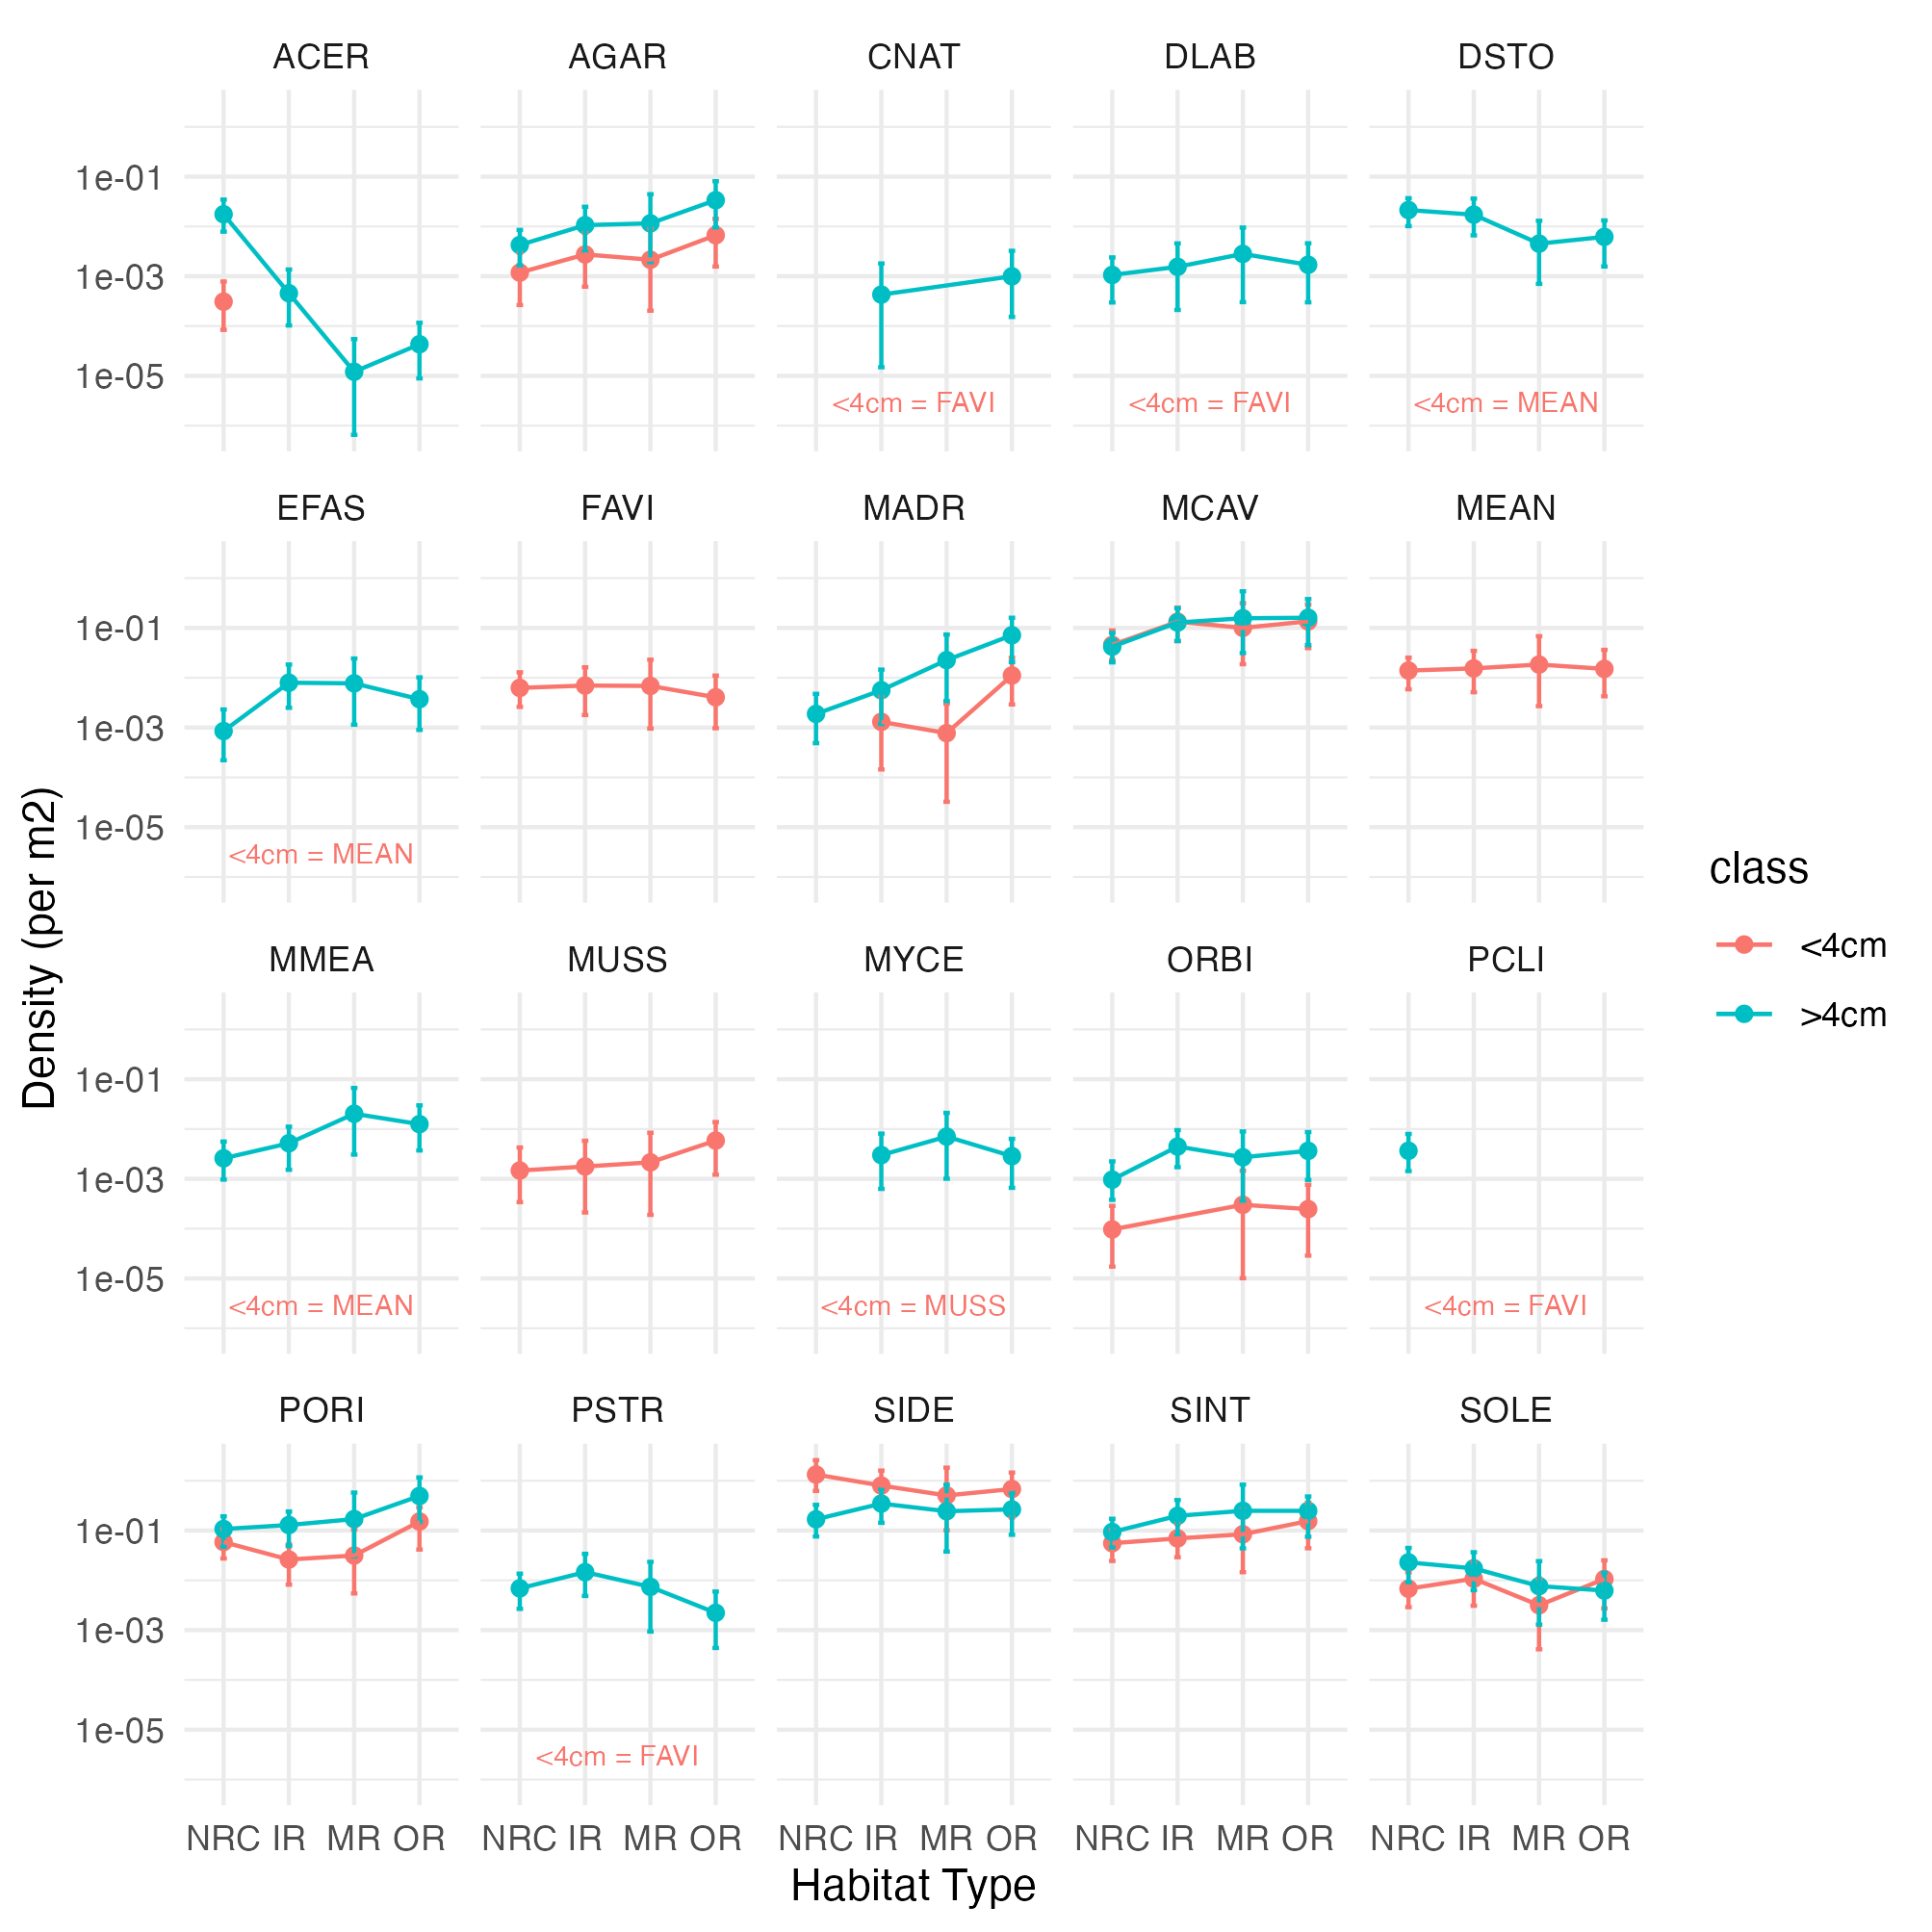 ACER AGAR CNAT DLAB DSTO
1e-01
1e-03
1e-05
<4cm = FAVI <4cm = FAVI <4cm = MEAN
EFAS FAVI MADR MCAV MEAN
1e-01
1e-03
1e-05
<4cm = MEAN
MMEA MUSS MYCE ORBI PCLI
1e-01
1e-03
1e-05
<4cm = MEAN <4cm = MUSS <4cm = FAVI
PORI PSTR SIDE SINT SOLE
1e-01
1e-03
1e-05
<4cm = FAVI
NRC IR MR OR NRC IR MR OR NRC IR MR OR NRC IR MR OR NRC IR MR OR
Habitat Type
Density (per m2)
class
<4cm
>4cm